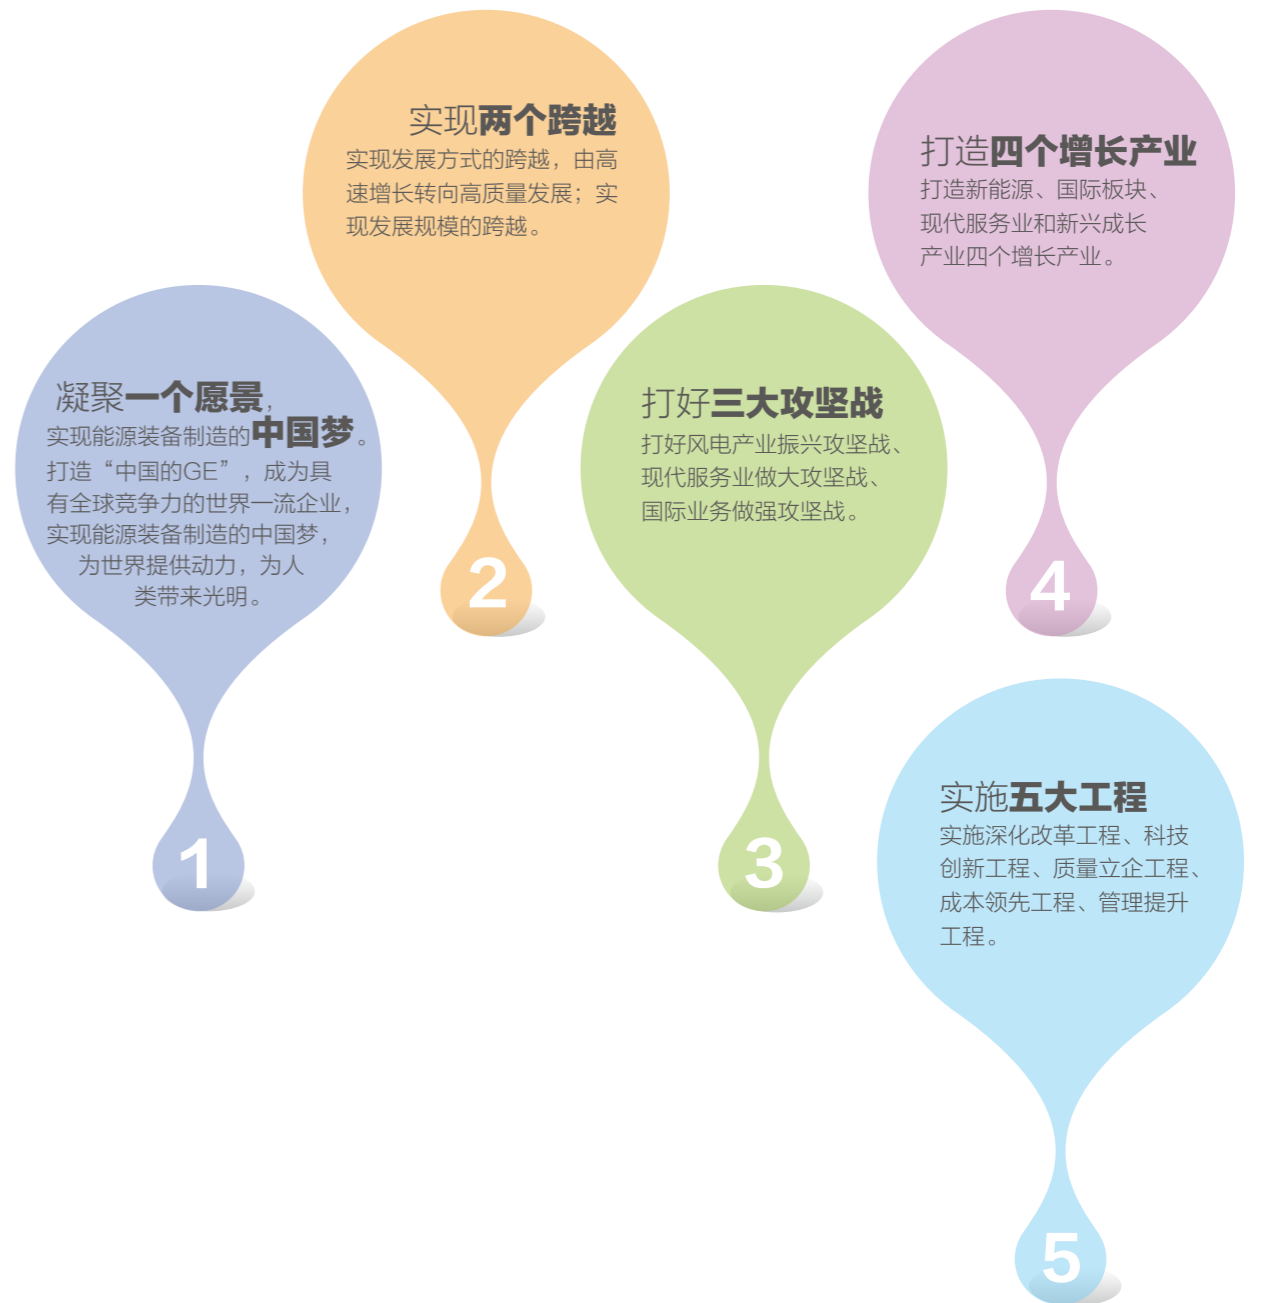 凝聚一个愿景,
实现能源装备制造的中国梦。
打造“中国的GE”，成为具
有全球竞争力的世界一流企业，
实现能源装备制造的中国梦，
为世界提供动力，为人
类带来光明。
1
实现两个跨越
实现发展方式的跨越，由高
速增长转向高质量发展；实
现发展规模的跨越。
2
打好三大攻坚战
打好风电产业振兴攻坚战、
现代服务业做大攻坚战、
国际业务做强攻坚战。
3
打造四个增长产业
打造新能源、国际板块、
现代服务业和新兴成长
产业四个增长产业。
4
实施五大工程
实施深化改革工程、科技
创新工程、质量立企工程、
成本领先工程、管理提升
工程。
5